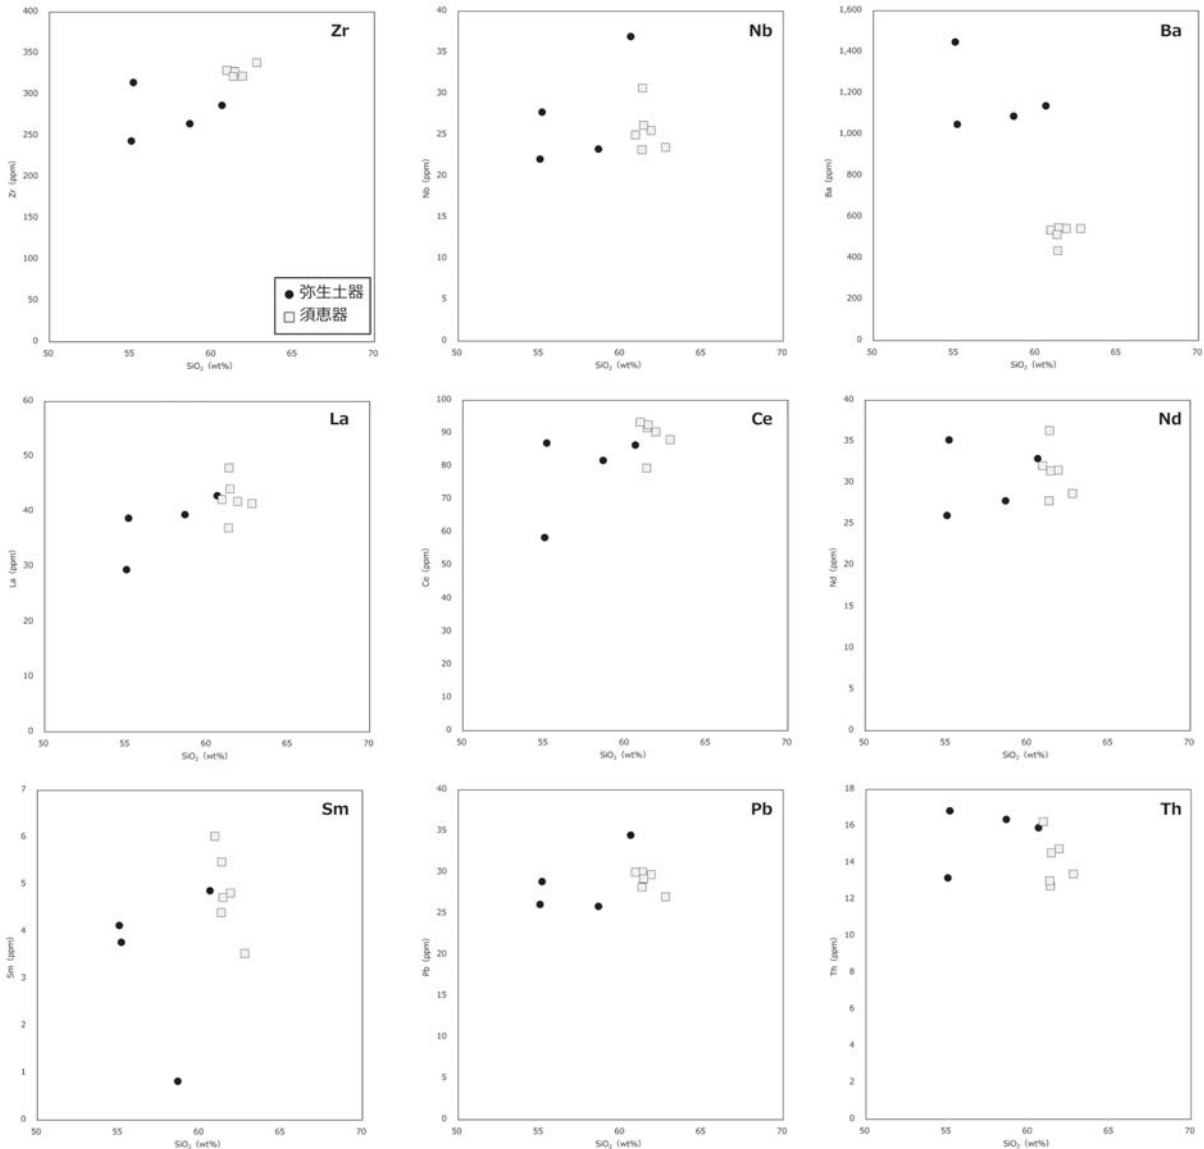 Zr
400
350
300
250
200
150
100
50
0
Zr (ppm)
50 55 60 65 70
SiO₂ (wt%)
弥生土器
須恵器
Nb
40
35
30
25
20
15
10
5
0
Nb (ppm)
50 55 60 65 70
SiO₂ (wt%)
Ba
1,600
1,400
1,200
1,000
800
600
400
200
0
Ba (ppm)
50 55 60 65 70
SiO₂ (wt%)
La
60
50
40
30
20
10
0
La (ppm)
50 55 60 65 70
SiO₂ (wt%)
Ce
100
90
80
70
60
50
40
30
20
10
0
Ce (ppm)
50 55 60 65 70
SiO₂ (wt%)
Nd
40
35
30
25
20
15
10
5
0
Nd (ppm)
50 55 60 65 70
SiO₂ (wt%)
Sm
7
6
5
4
3
2
1
0
Sm (ppm)
50 55 60 65 70
SiO₂ (wt%)
Pb
40
35
30
25
20
15
10
5
0
Pb (ppm)
50 55 60 65 70
SiO₂ (wt%)
Th
18
16
14
12
10
8
6
4
2
0
Th (ppm)
50 55 60 65 70
SiO₂ (wt%)